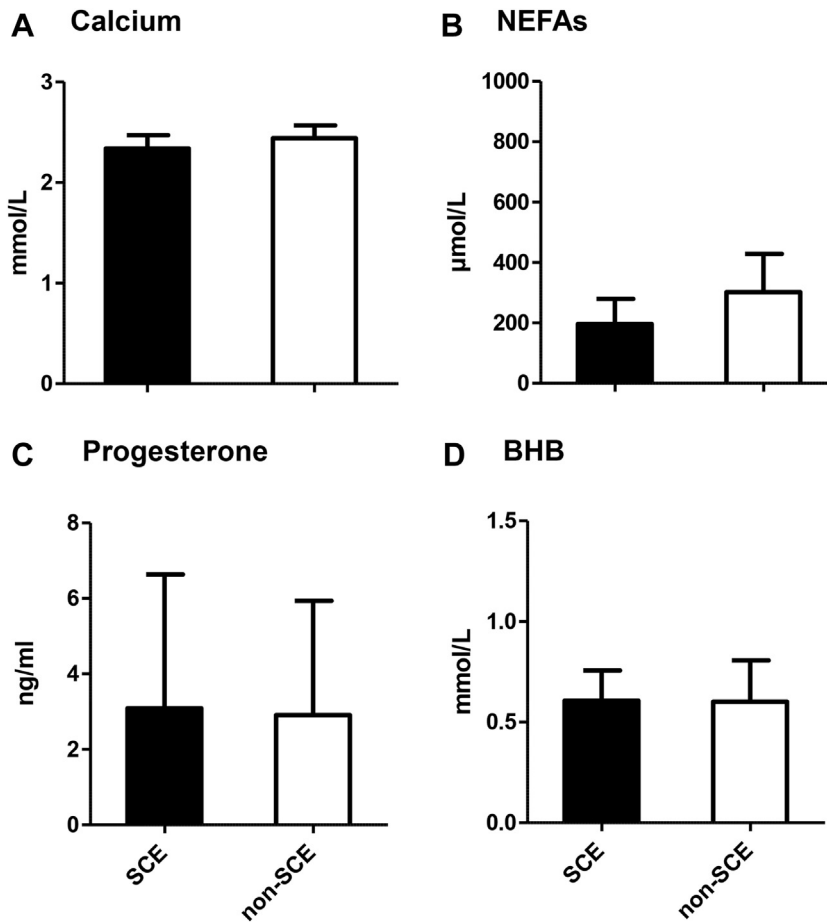 A Calcium
3
2
1
0
mmol/L
B NEFAs
1000
800
600
400
200
0
µmol/L
C Progesterone
8
6
4
2
0
ng/ml
SCE
non-SCE
D BHB
1.5
1.0
0.5
0.0
mmol/L
SCE
non-SCE